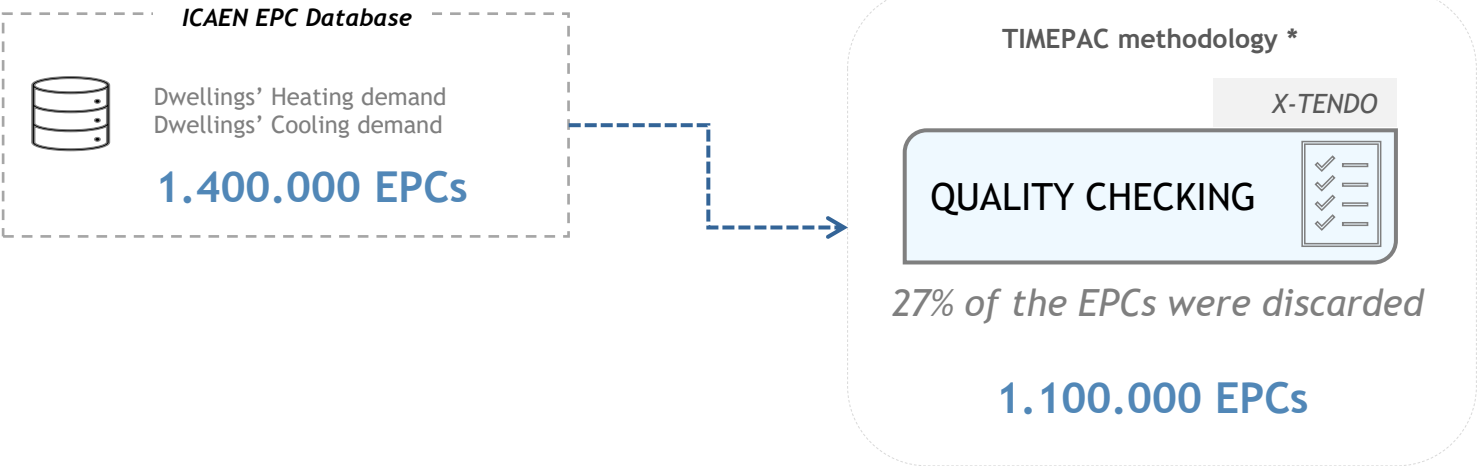 ICAEN EPC Database
Dwellings’ Heating demand
Dwellings’ Cooling demand
1.400.000 EPCs
TIMEPAC methodology *
X-TENDO
QUALITY CHECKING
27% of the EPCs were discarded
1.100.000 EPCs